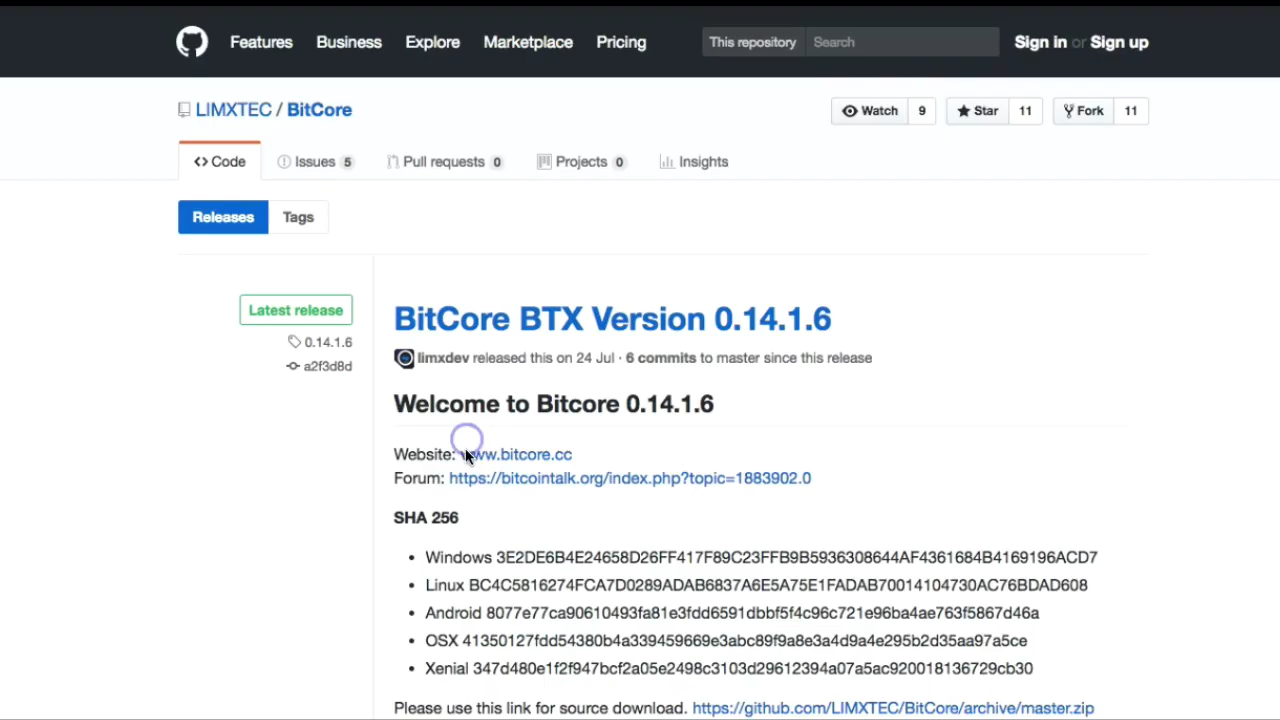 Features Business Explore Marketplace Pricing This repository Search Sign in or Sign up
LIMXTEC / BitCore Watch 9 Star 11 Fork 11
Code Issues 5 Pull requests 0 Projects 0 Insights
Releases Tags
Latest release
0.14.1.6
a2f3d8d
BitCore BTX Version 0.14.1.6
limxdev released this on 24 Jul · 6 commits to master since this release
Welcome to Bitcore 0.14.1.6
Website: www.bitcore.cc
Forum: https://bitcointalk.org/index.php?topic=1883902.0
SHA 256
• Windows 3E2DE6B4E24658D26FF417F89C23FFB9B5936308644AF4361684B4169196ACD7
• Linux BC4C5816274FCA7D0289ADAB6837A6E5A75E1FADAB70014104730AC76BDAD608
• Android 8077e77ca90610493fa81e3fdd6591dbbf5f4c96c721e96ba4ae763f5867d46a
• OSX 41350127fdd54380b4a339459669e3abc89f9a8e3a4d9a4e295b2d35aa97a5ce
• Xenial 347d480e1f2f947bcf2a05e2498c3103d29612394a07a5ac920018136729cb30
Please use this link for source download. https://github.com/LIMXTEC/BitCore/archive/master.zip